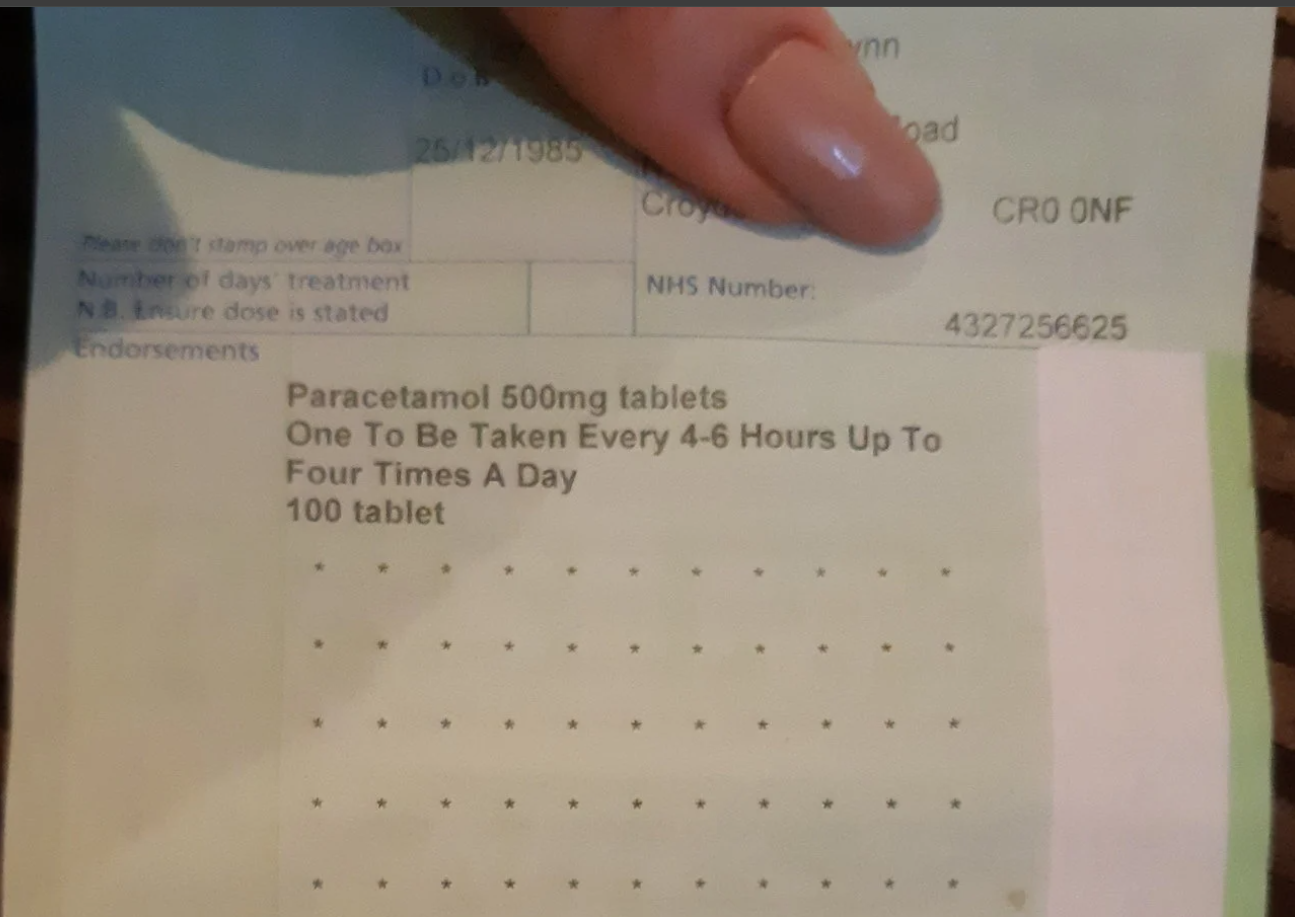 D o B
25/12/1985
CR0 0NF
Please don't stamp over age box
Number of days' treatment
N.B. Ensure dose is stated
NHS Number:
4327256625
Endorsements
Paracetamol 500mg tablets
One To Be Taken Every 4-6 Hours Up To
Four Times A Day
100 tablet
* * * * * * * * * * *
* * * * * * * * * * *
* * * * * * * * * * *
* * * * * * * * * * *
* * * * * * * * * * *